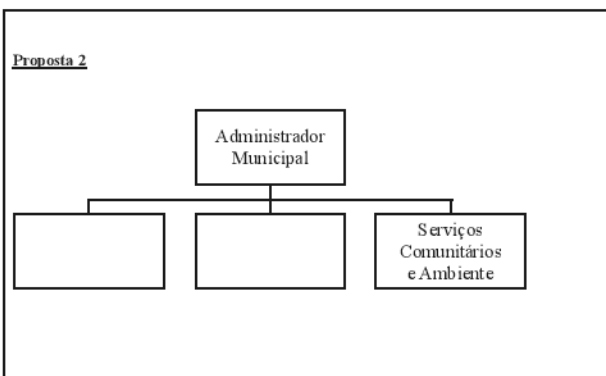 Proposta 2
Administrador
Municipal
Serviços
Comunitários
e Ambiente